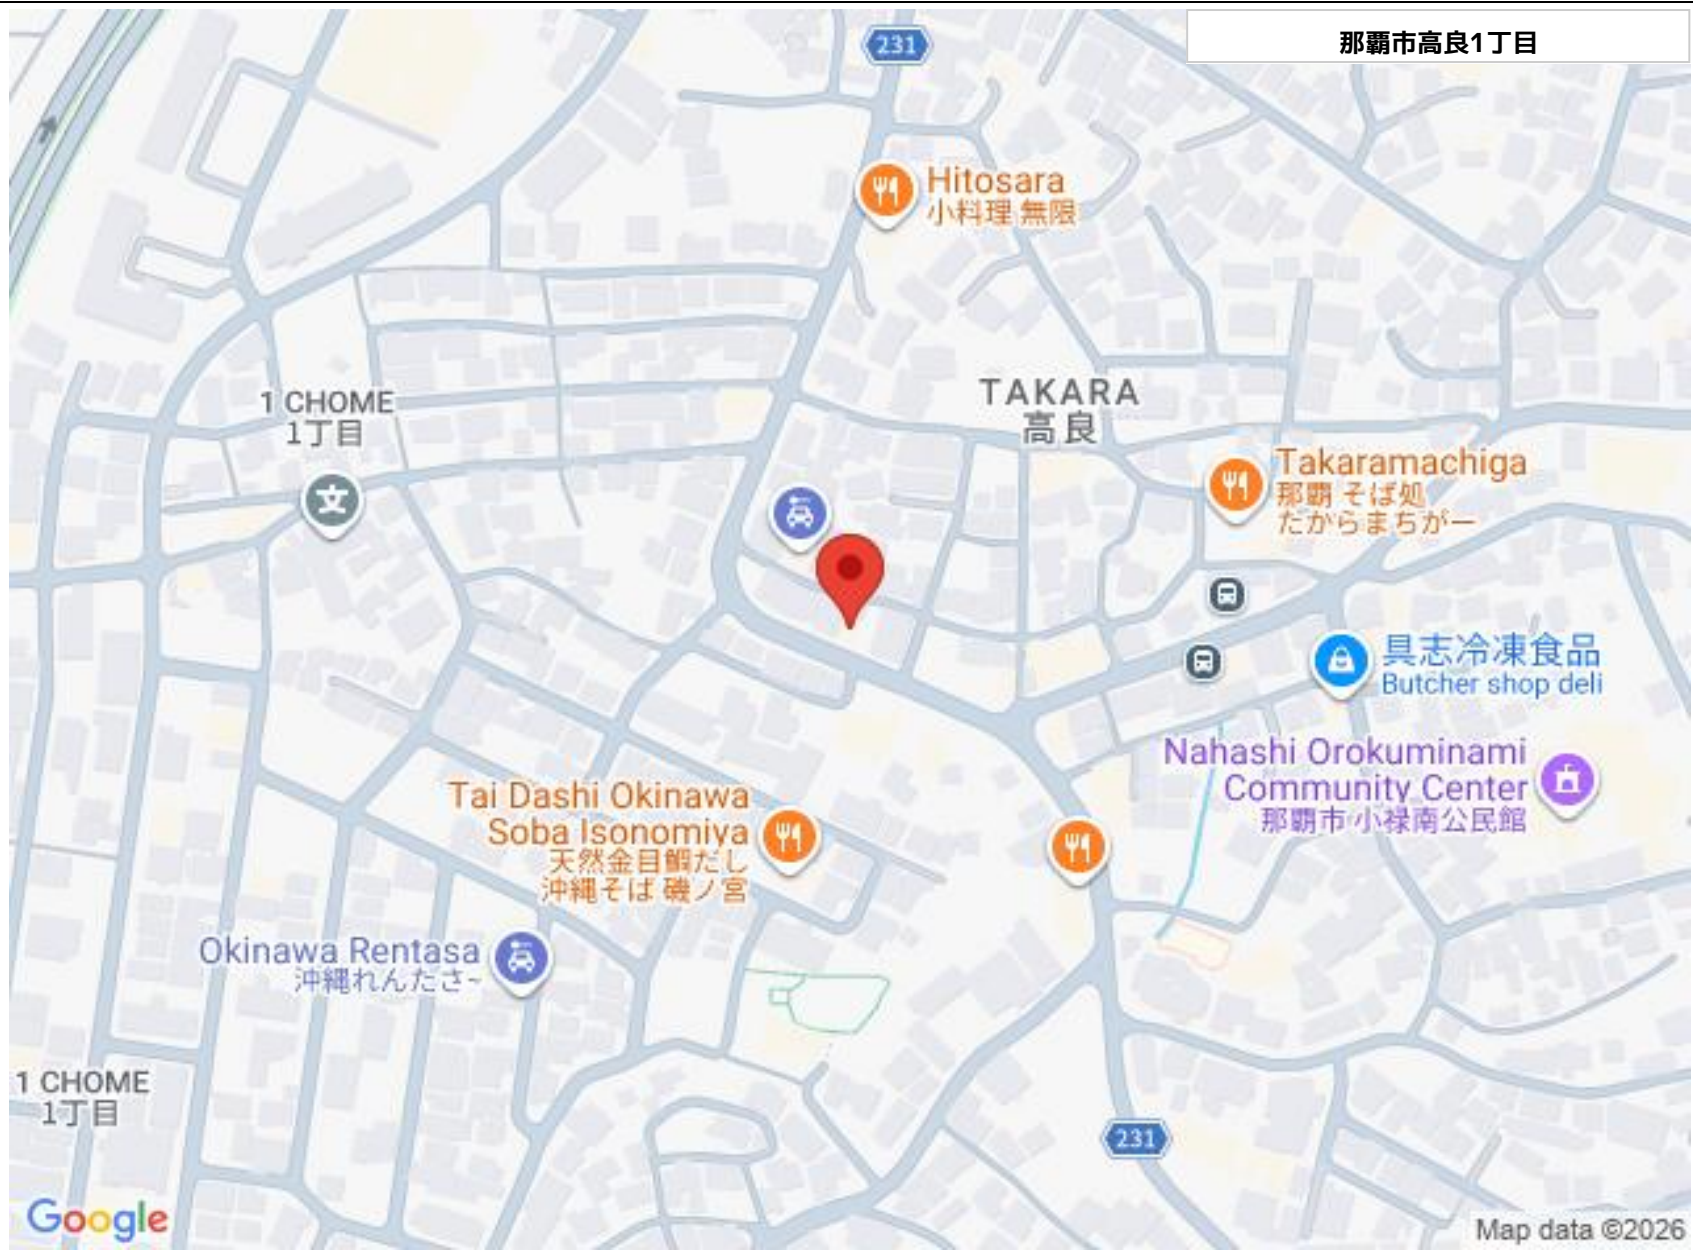 那覇市高良1丁目
231
Hitosara
小料理 無限
1 CHOME
1丁目
TAKARA
高良
文
Takaramachiga
那覇 そば処
たからまちがー
具志冷凍食品
Butcher shop deli
Nahashi Orokuminami
Community Center
那覇市 小禄南公民館
Tai Dashi Okinawa
Soba Isonomiya
天然金目鯛だし
沖縄そば 磯ノ宮
Okinawa Rentasa
沖縄れんたさ~
1 CHOME
1丁目
231
Google
Map data ©2026